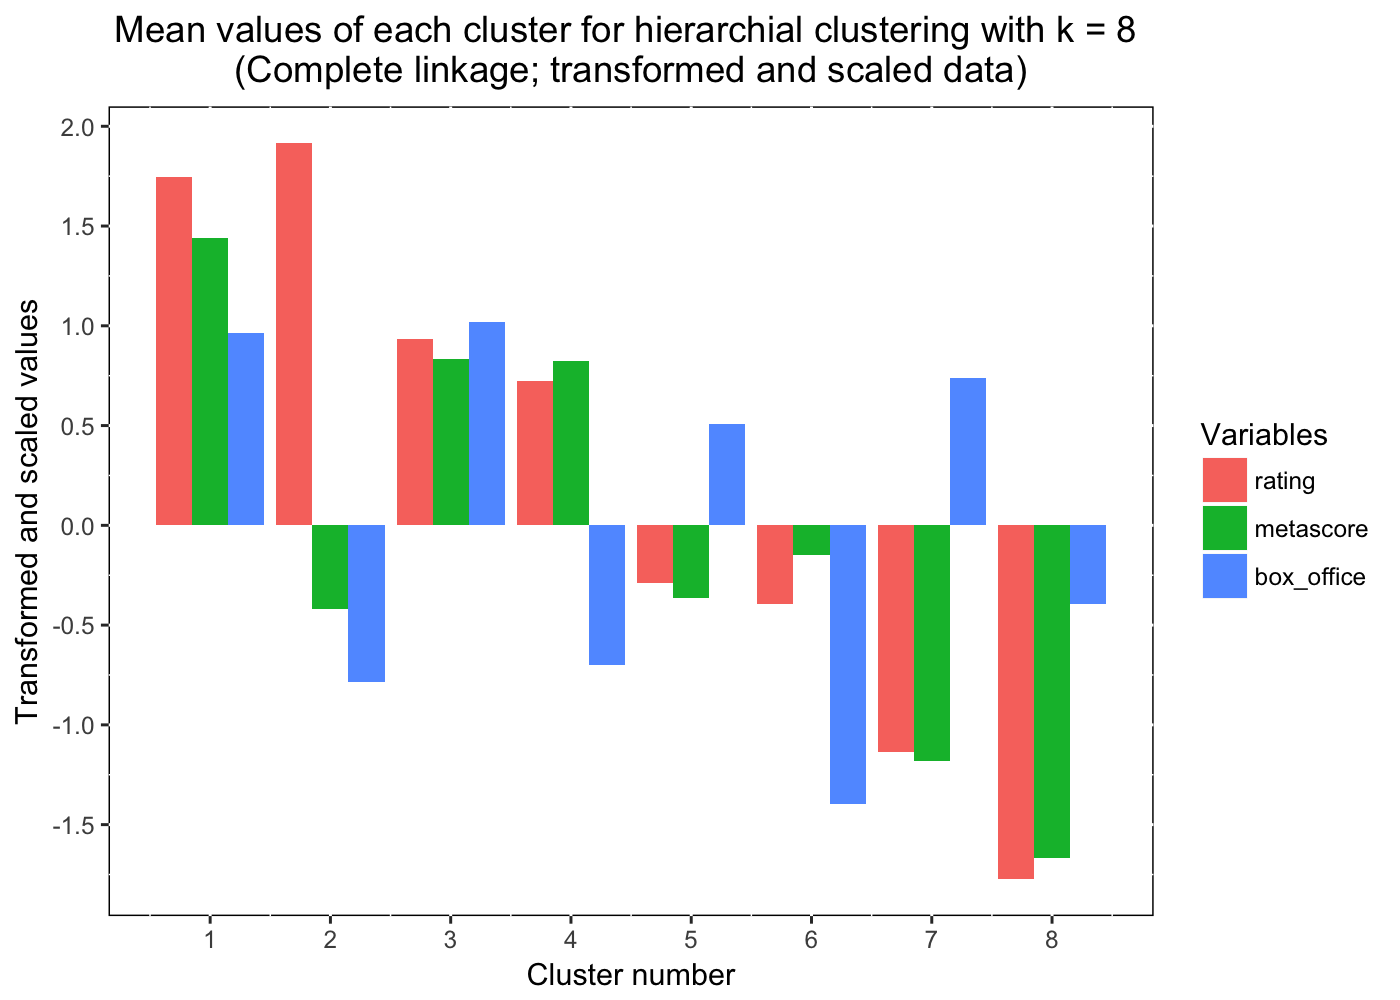 Mean values of each cluster for hierarchial clustering with k = 8
(Complete linkage; transformed and scaled data)
2.0
1.5
1.0
0.5
0.0
-0.5
-1.0
-1.5
Transformed and scaled values
1 2 3 4 5 6 7 8
Cluster number
Variables
rating
metascore
box_office